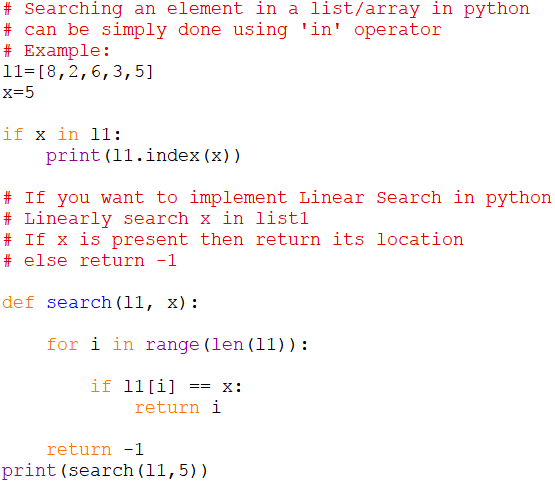 # Searching an element in a list/array in python
# can be simply done using 'in' operator
# Example:
l1=[8,2,6,3,5]
x=5

if x in l1:
    print(l1.index(x))

# If you want to implement Linear Search in python
# Linearly search x in list1
# If x is present then return its location
# else return -1

def search(l1, x):

    for i in range(len(l1)):

        if l1[i] == x:
            return i

    return -1
print(search(l1,5))